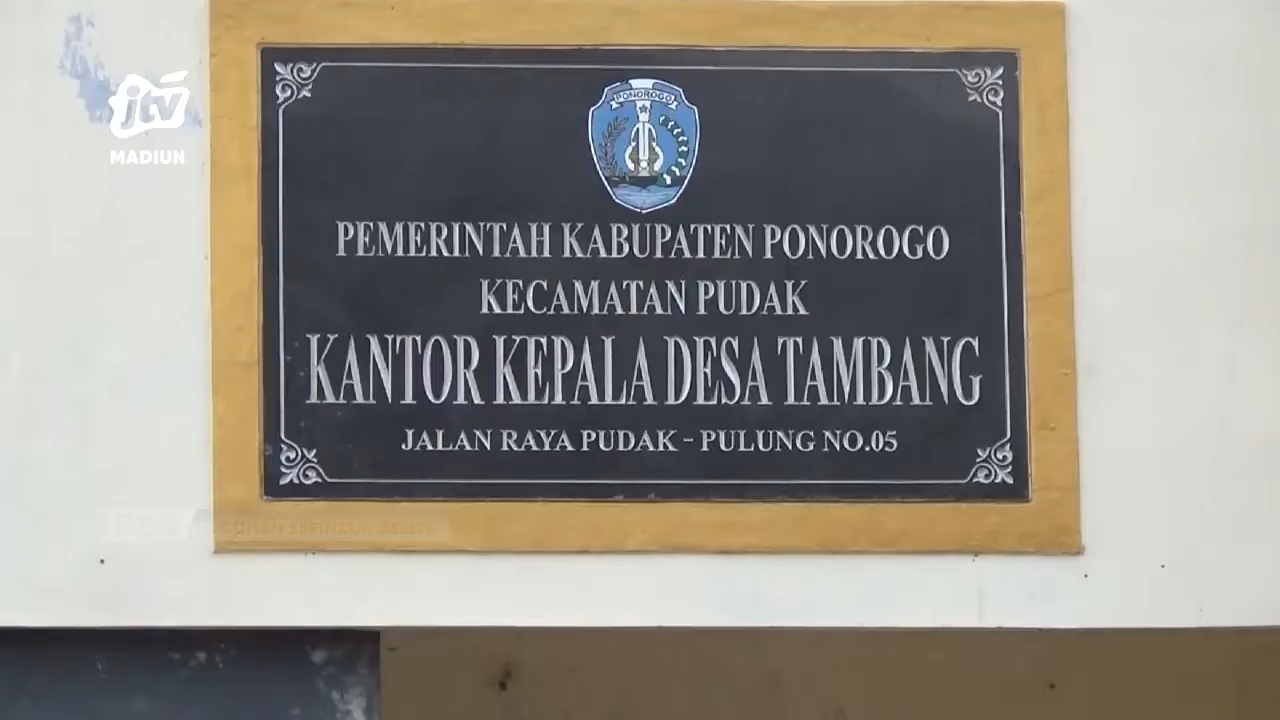 jtv
MADIUN
PONOROGO
PEMERINTAH KABUPATEN PONOROGO
KECAMATAN PUDAK
KANTOR KEPALA DESA TAMBANG
JALAN RAYA PUDAK - PULUNG NO.05